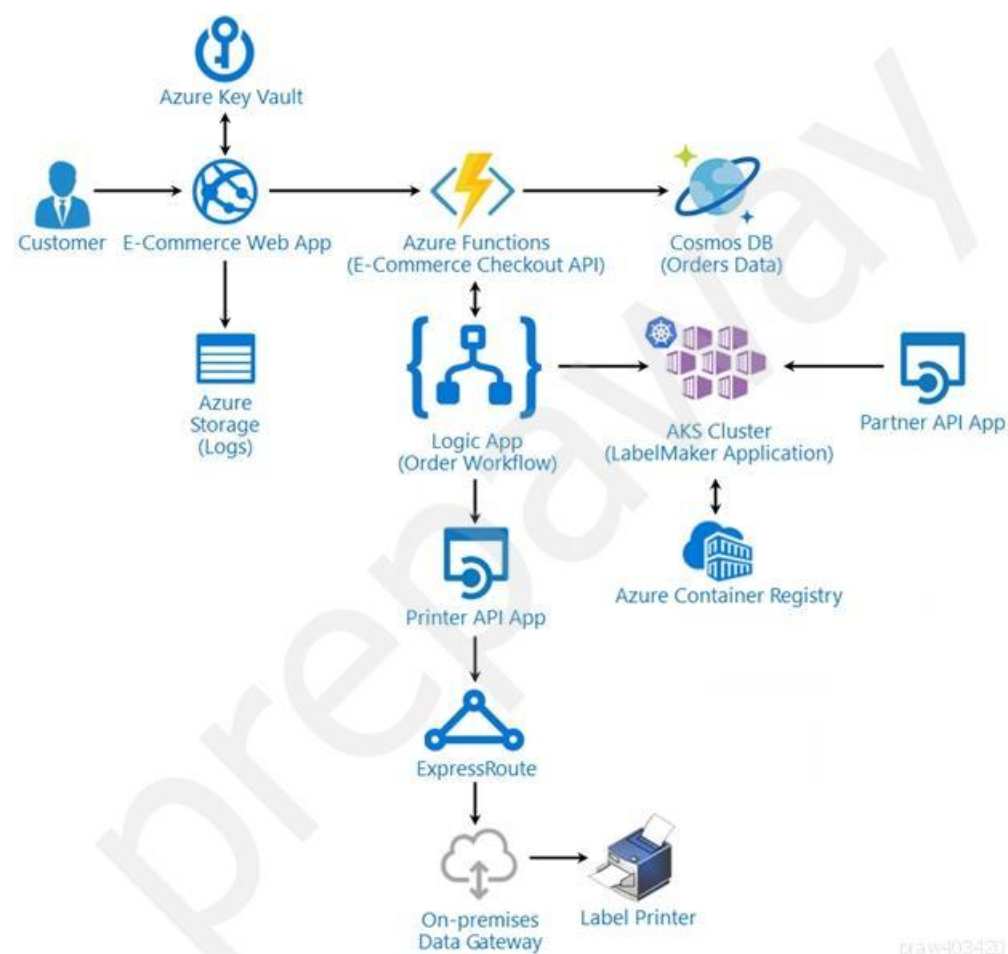 Azure Key Vault
Customer
E-Commerce Web App
Azure Functions
(E-Commerce Checkout API)
Cosmos DB
(Orders Data)
Azure
Storage
(Logs)
Logic App
(Order Workflow)
AKS Cluster
(LabelMaker Application)
Partner API App
Printer API App
Azure Container Registry
ExpressRoute
On-premises
Data Gateway
Label Printer
prepaway
praw403420